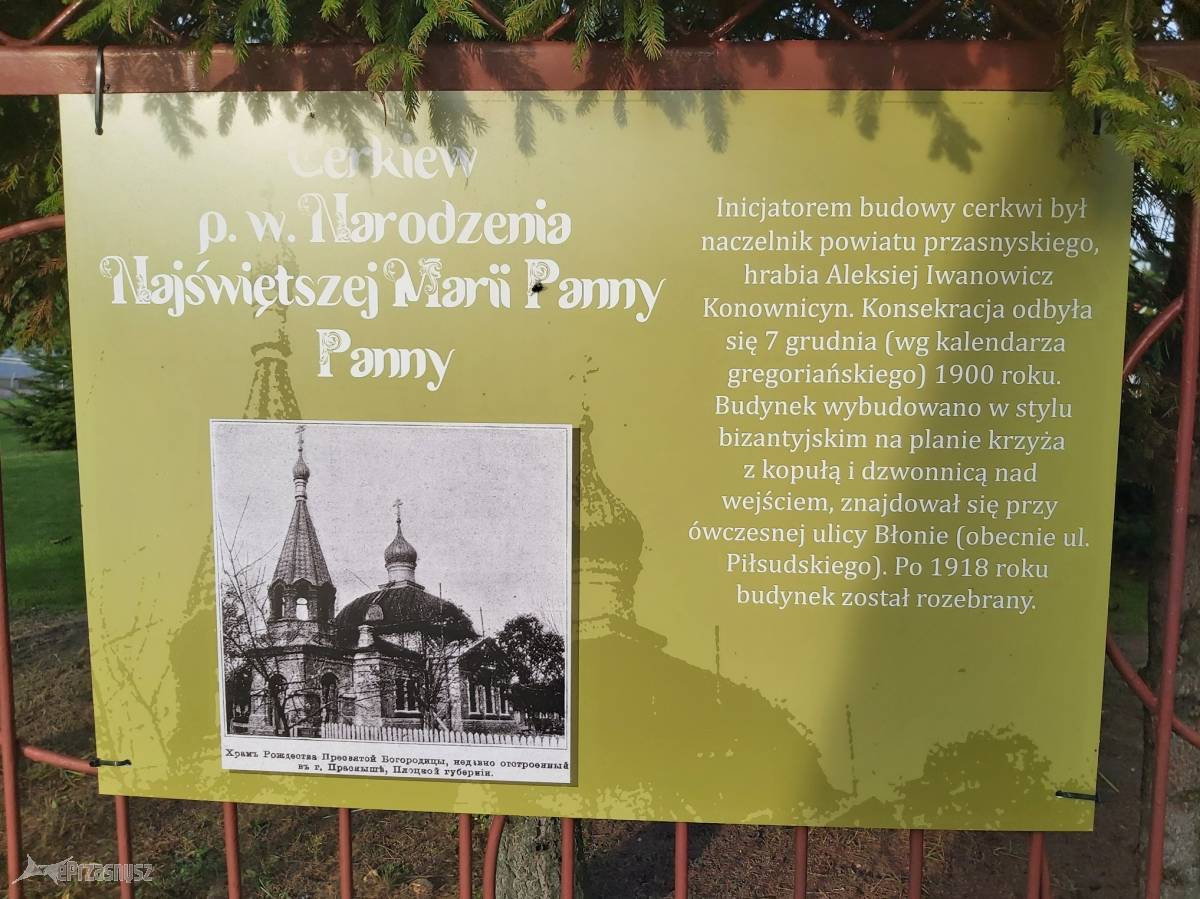 Cerkiew
p. w. Narodzenia
Najświętszej Marii Panny
Panny
Inicjatorem budowy cerkwi był
naczelnik powiatu przasnyskiego,
hrabia Aleksiej Iwanowicz
Konownicyn. Konsekracja odbyła
się 7 grudnia (wg kalendarza
gregoriańskiego) 1900 roku.
Budynek wybudowano w stylu
bizantyjskim na planie krzyża
z kopułą i dzwonnicą nad
wejściem, znajdował się przy
ówczesnej ulicy Błonie (obecnie ul.
Piłsudskiego). Po 1918 roku
budynek został rozebrany.
Храмъ Рождества Пресвятой Богородицы, недавно отстроенный
въ г. Праснышѣ, Плоцкой губерніи.
ePrzasnysz